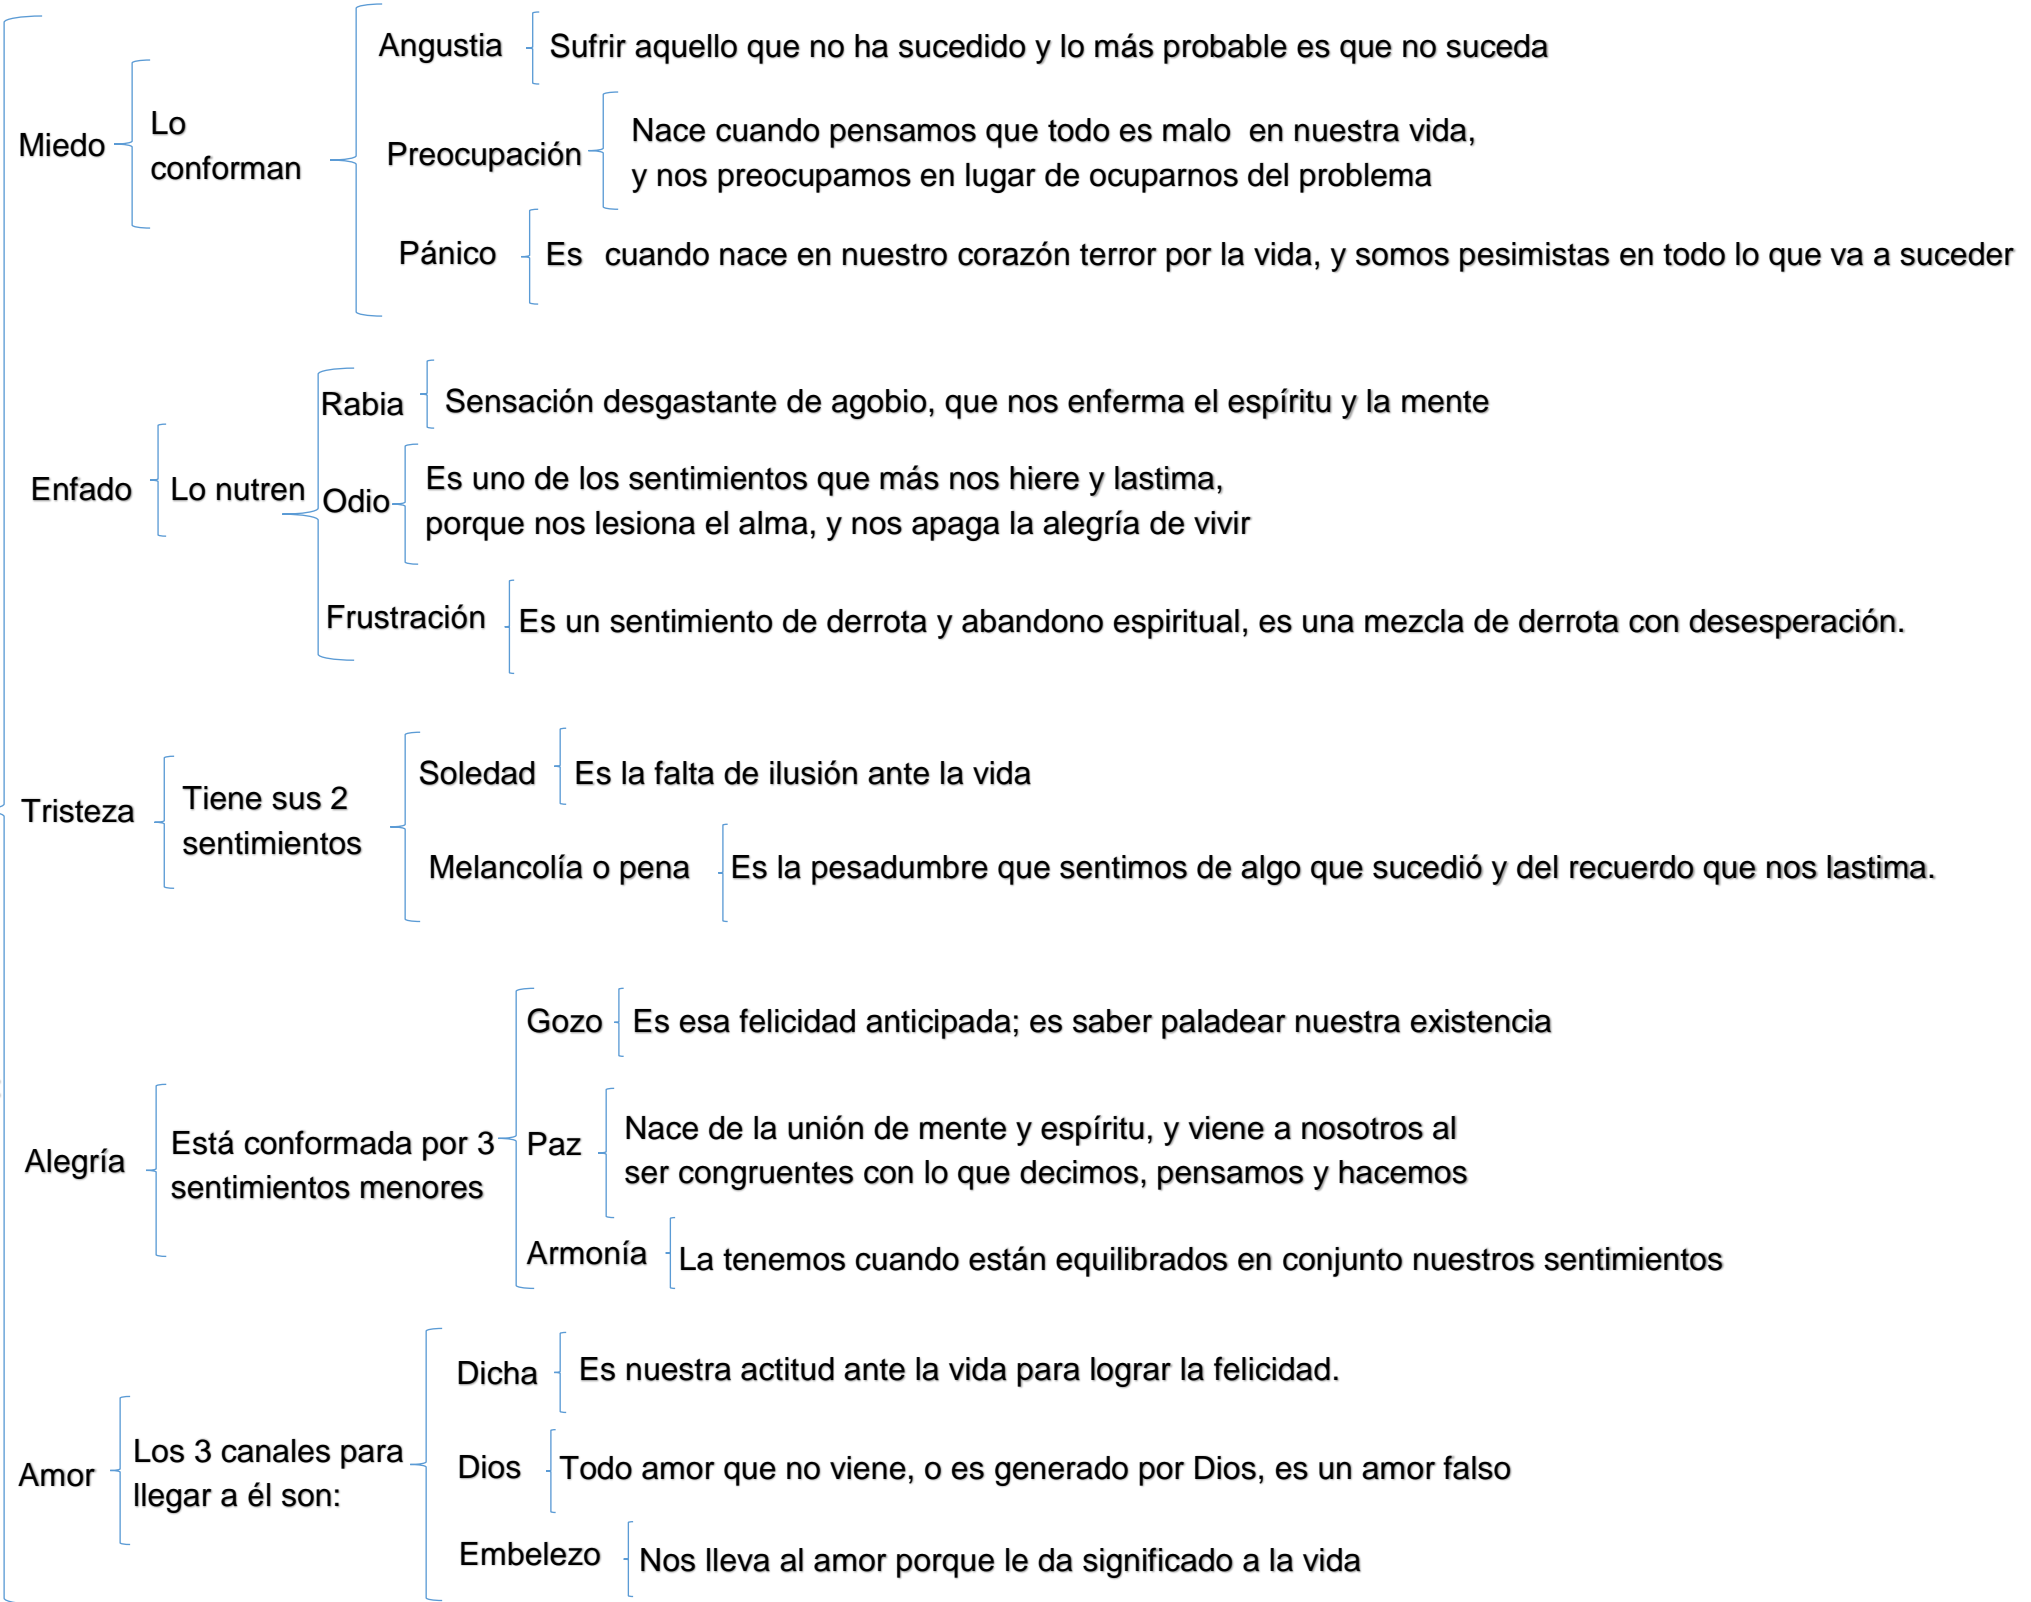 Miedo
Lo
conforman
Angustia
Sufrir aquello que no ha sucedido y lo más probable es que no suceda
Preocupación
Nace cuando pensamos que todo es malo en nuestra vida,
y nos preocupamos en lugar de ocuparnos del problema
Pánico
Es cuando nace en nuestro corazón terror por la vida, y somos pesimistas en todo lo que va a suceder
Enfado
Lo nutren
Rabia
Sensación desgastante de agobio, que nos enferma el espíritu y la mente
Odio
Es uno de los sentimientos que más nos hiere y lastima,
porque nos lesiona el alma, y nos apaga la alegría de vivir
Frustración
Es un sentimiento de derrota y abandono espiritual, es una mezcla de derrota con desesperación.
Tristeza
Tiene sus 2
sentimientos
Soledad
Es la falta de ilusión ante la vida
Melancolía o pena
Es la pesadumbre que sentimos de algo que sucedió y del recuerdo que nos lastima.
Alegría
Está conformada por 3
sentimientos menores
Gozo
Es esa felicidad anticipada; es saber paladear nuestra existencia
Paz
Nace de la unión de mente y espíritu, y viene a nosotros al
ser congruentes con lo que decimos, pensamos y hacemos
Armonía
La tenemos cuando están equilibrados en conjunto nuestros sentimientos
Amor
Los 3 canales para
llegar a él son:
Dicha
Es nuestra actitud ante la vida para lograr la felicidad.
Dios
Todo amor que no viene, o es generado por Dios, es un amor falso
Embelezo
Nos lleva al amor porque le da significado a la vida